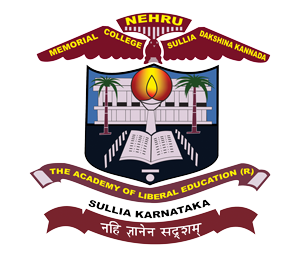 NEHRU
MEMORIAL COLLEGE SULLIA DAKSHINA KANNADA
THE ACADEMY OF LIBERAL EDUCATION (R)
SULLIA KARNATAKA
नहि ज्ञानेन सदृशम्